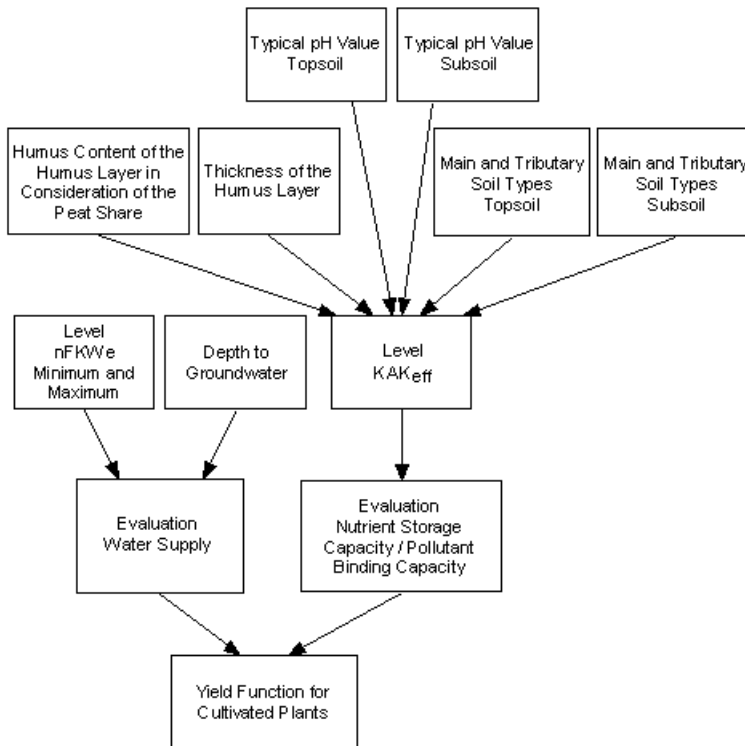 Typical pH Value
Topsoil
Typical pH Value
Subsoil
Humus Content of the
Humus Layer in
Consideration of the
Peat Share
Thickness of the
Humus Layer
Main and Tributary
Soil Types
Topsoil
Main and Tributary
Soil Types
Subsoil
Level
nFKWe
Minimum and
Maximum
Depth to
Groundwater
Level
KAKeff
Evaluation
Water Supply
Evaluation
Nutrient Storage
Capacity / Pollutant
Binding Capacity
Yield Function for
Cultivated Plants